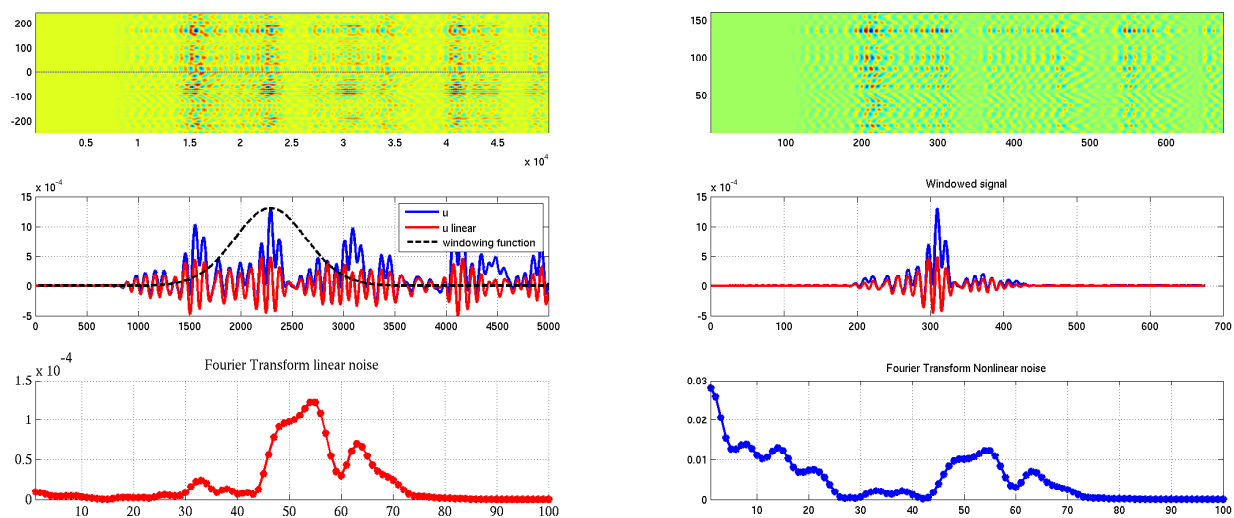 200
100
0
-100
-200
0.5 1 1.5 2 2.5 3 3.5 4 4.5 5
x 10^4
150
100
50
100 200 300 400 500 600
x 10^-4
15
10
5
0
-5
0 500 1000 1500 2000 2500 3000 3500 4000 4500 5000
u
u linear
windowing function
Windowed signal
x 10^-4
15
10
5
0
-5
0 100 200 300 400 500 600 700
Fourier Transform linear noise
x 10^-4
1.5
1
0.5
0
10 20 30 40 50 60 70 80 90 100
Fourier Transform Nonlinear noise
0.03
0.02
0.01
0
10 20 30 40 50 60 70 80 90 100